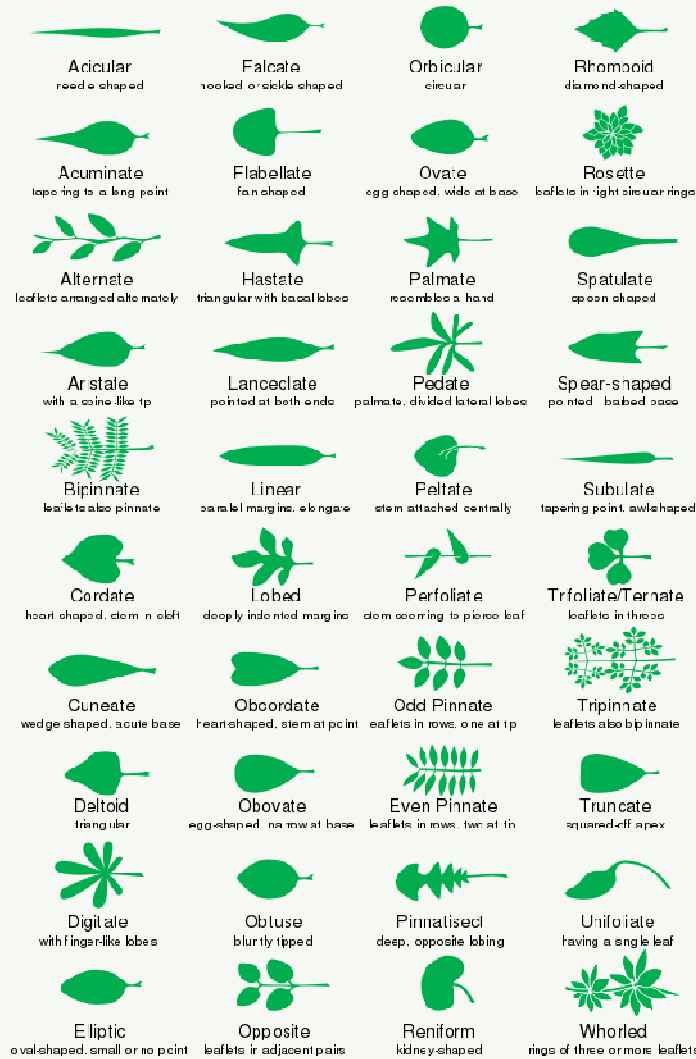 Acicular
needle shaped
Falcate
hooked or sickle shaped
Orbicular
circular
Rhomboid
diamond-shaped
Acuminate
tapering to a long point
Flabellate
fan shaped
Ovate
egg shaped, wide at base
Rosette
leaflets in tight circular rings
Alternate
leaflets arranged alternately
Hastate
triangular with basal lobes
Palmate
resembles a hand
Spatulate
spoon shaped
Aristate
with a spine-like tip
Lanceolate
pointed at both ends
Pedate
palmate, divided lateral lobes
Spear-shaped
pointed barbed base
Bipinnate
leaflets also pinnate
Linear
parallel margins, elongate
Peltate
stem attached centrally
Subulate
tapering point, awlshaped
Cordate
heart shaped, stem in cleft
Lobed
deeply indented margins
Perfoliate
stem seeming to pierce leaf
Trifoliate/Ternate
leaflets in threes
Cuneate
wedge shaped, acute base
Obcordate
heart-shaped, stem at point
Odd Pinnate
leaflets in rows, one at tip
Tripinnate
leaflets also bipinnate
Deltoid
triangular
Obovate
egg-shaped, narrow at base
Even Pinnate
leaflets in rows, two at tip
Truncate
squared-off apex
Digitate
with finger-like lobes
Obtuse
bluntly tipped
Pinnatisect
deep, opposite lobing
Unifoliate
having a single leaf
Elliptic
oval-shaped, small or no point
Opposite
leaflets in adjacent pairs
Reniform
kidney-shaped
Whorled
rings of three or more leaflets